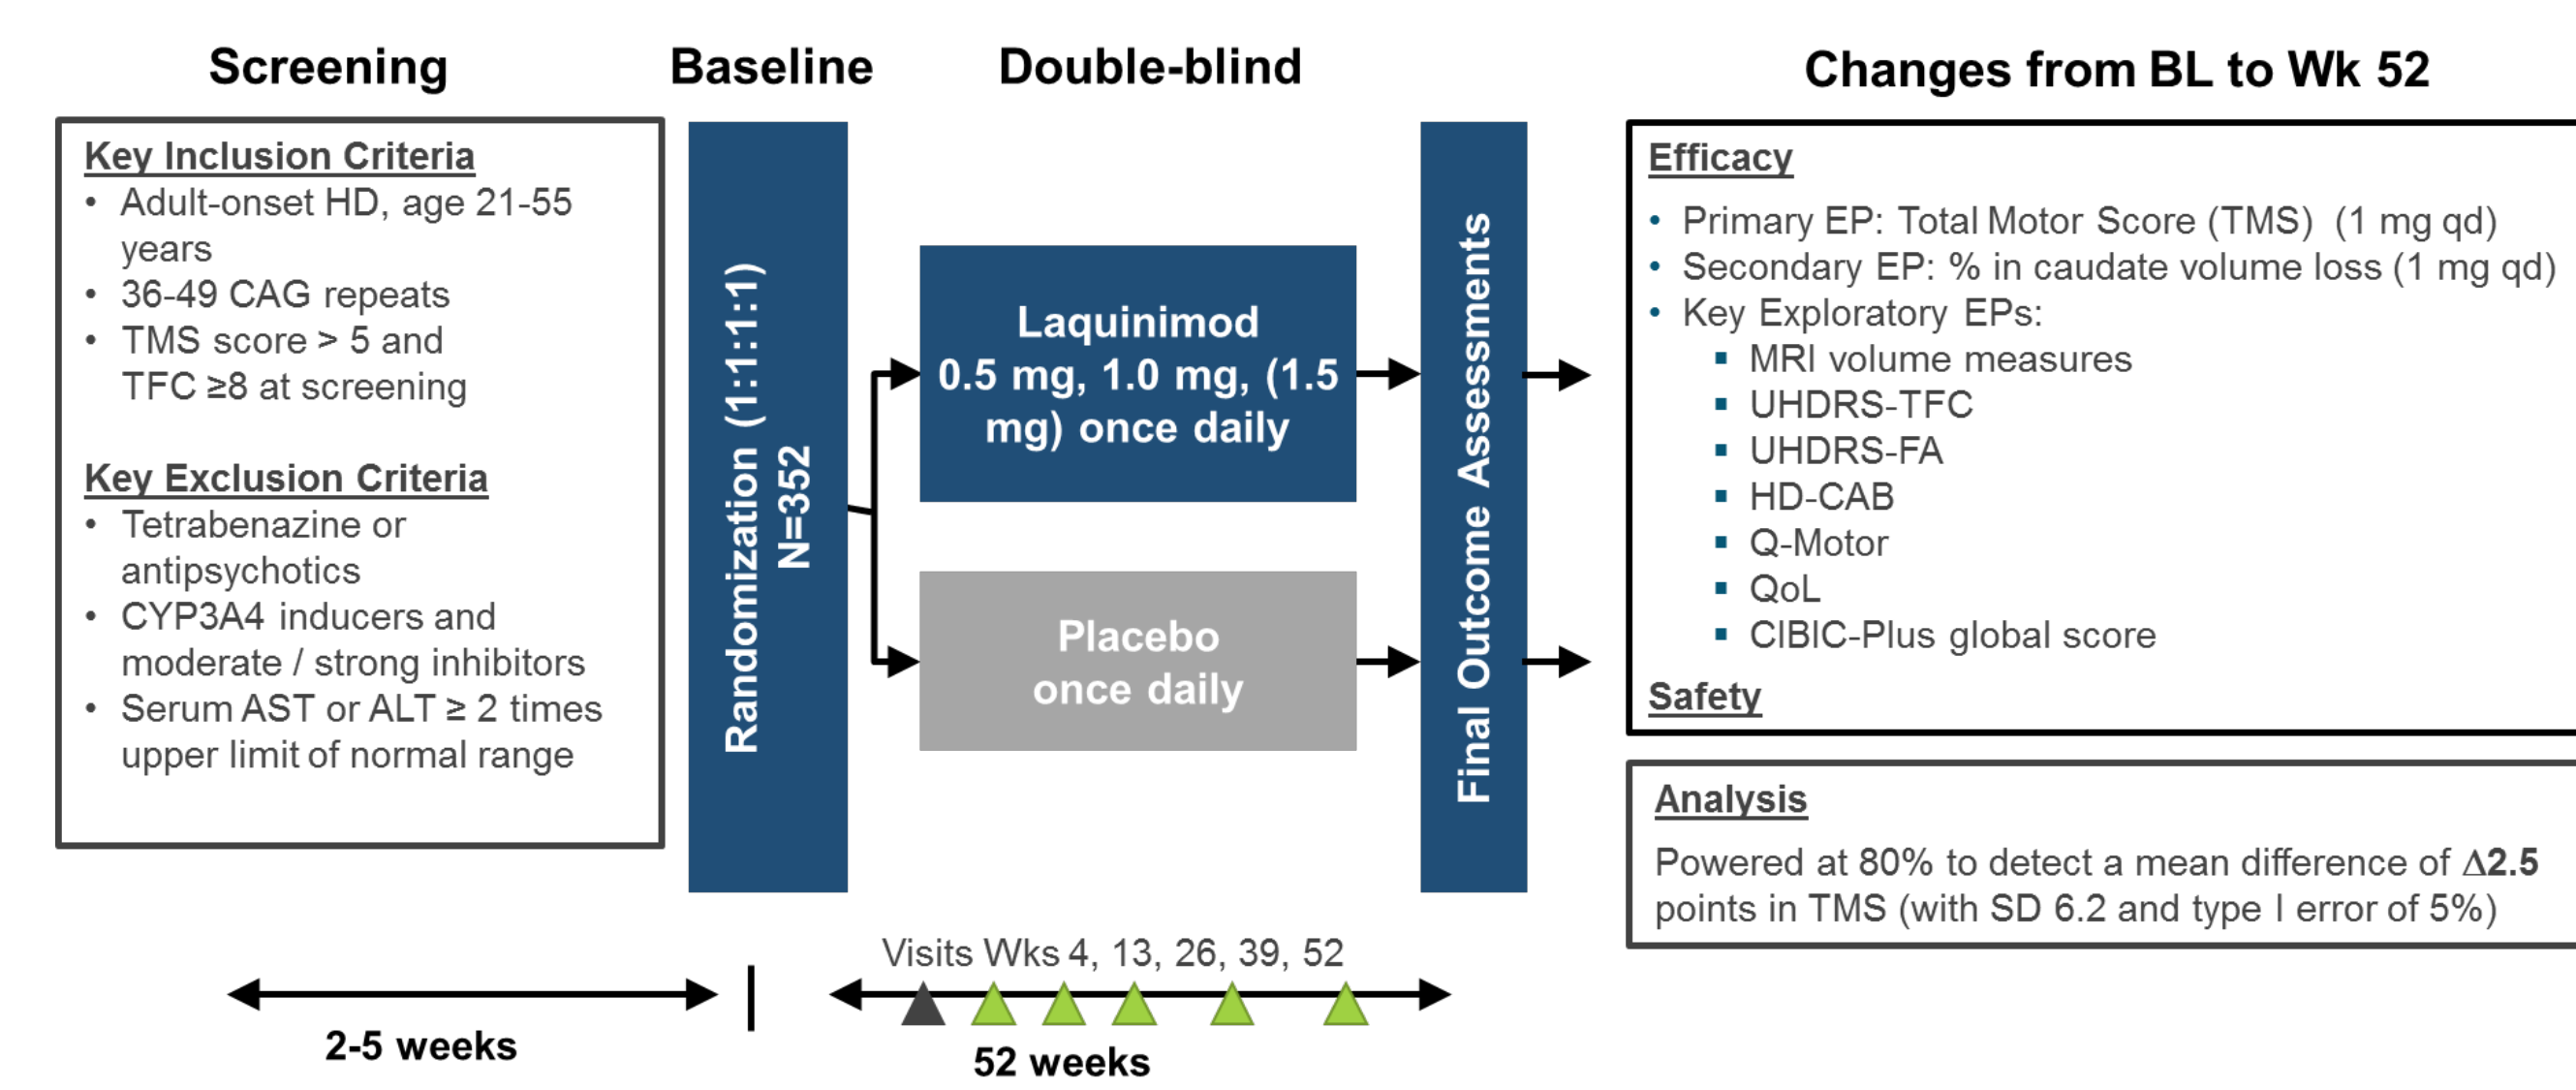 Screening
Key Inclusion Criteria
• Adult-onset HD, age 21-55
years
• 36-49 CAG repeats
• TMS score > 5 and
TFC ≥8 at screening
Key Exclusion Criteria
• Tetrabenazine or
antipsychotics
• CYP3A4 inducers and
moderate / strong inhibitors
• Serum AST or ALT ≥ 2 times
upper limit of normal range
2-5 weeks
Baseline
Randomization (1:1:1:1)
N=352
Double-blind
Laquinimod
0.5 mg, 1.0 mg, (1.5
mg) once daily
Placebo
once daily
Visits Wks 4, 13, 26, 39, 52
52 weeks
Final Outcome Assessments
Changes from BL to Wk 52
Efficacy
• Primary EP: Total Motor Score (TMS) (1 mg qd)
• Secondary EP: % in caudate volume loss (1 mg qd)
• Key Exploratory EPs:
▪ MRI volume measures
▪ UHDRS-TFC
▪ UHDRS-FA
▪ HD-CAB
▪ Q-Motor
▪ QoL
▪ CIBIC-Plus global score
Safety
Analysis
Powered at 80% to detect a mean difference of Δ2.5
points in TMS (with SD 6.2 and type I error of 5%)